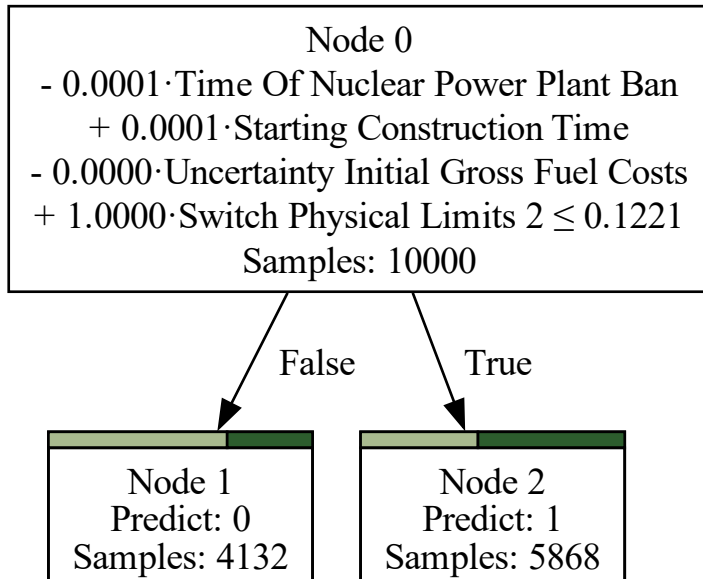 Node 0
- 0.0001·Time Of Nuclear Power Plant Ban
+ 0.0001·Starting Construction Time
- 0.0000·Uncertainty Initial Gross Fuel Costs
+ 1.0000·Switch Physical Limits 2 ≤ 0.1221
Samples: 10000
False
True
Node 1
Predict: 0
Samples: 4132
Node 2
Predict: 1
Samples: 5868